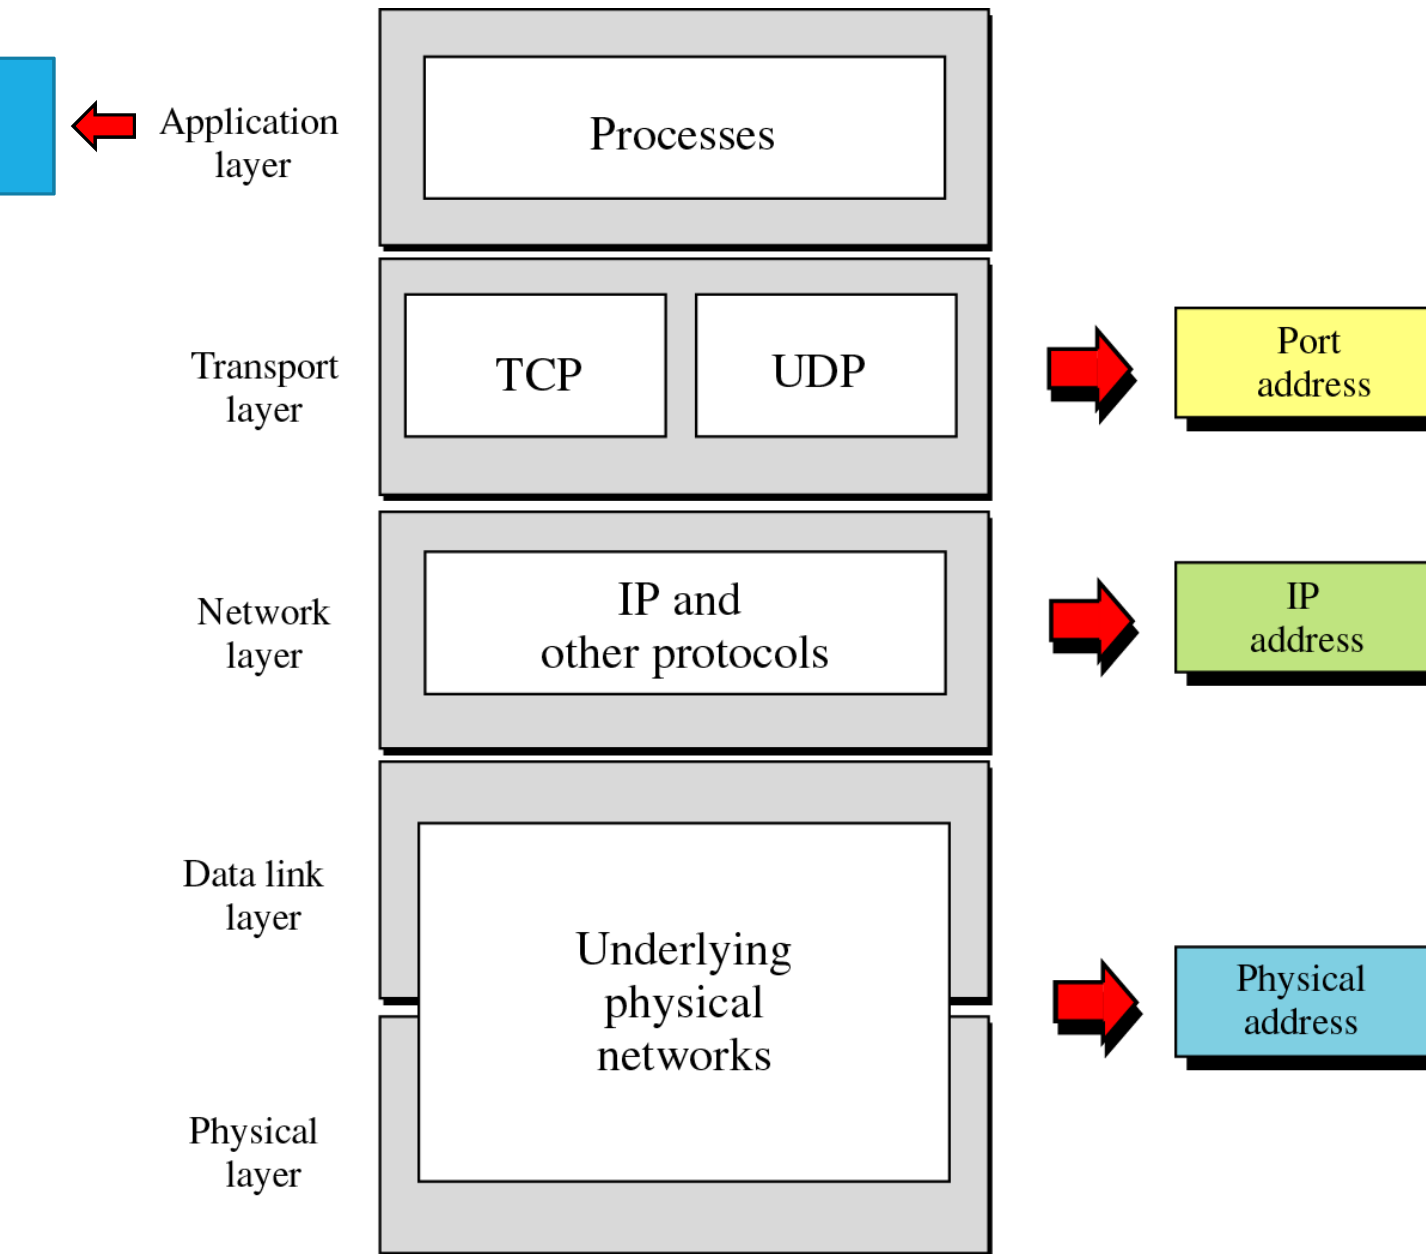 Application
layer
Processes
Transport
layer
TCP
UDP
Port
address
Network
layer
IP and
other protocols
IP
address
Data link
layer
Underlying
physical
networks
Physical
address
Physical
layer